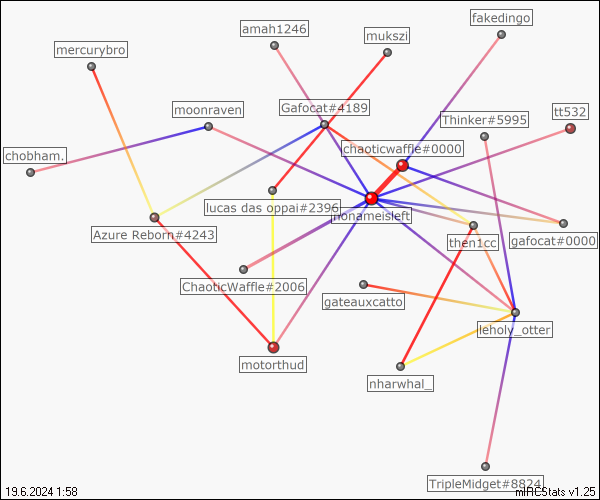 amah1246
fakedingo
mukszi
mercurybro
Gafocat#4189
moonraven
Thinker#5995
tt532
chaoticwaffle#0000
chobham.
lucas das oppai#2396
nonameisleft
Azure Reborn#4243
then1cc
gafocat#0000
ChaoticWaffle#2006
gateauxcatto
leholy_otter
motorthud
nharwhal_
TripleMidget#8824
19.6.2024 1:58
mIRCStats v1.25